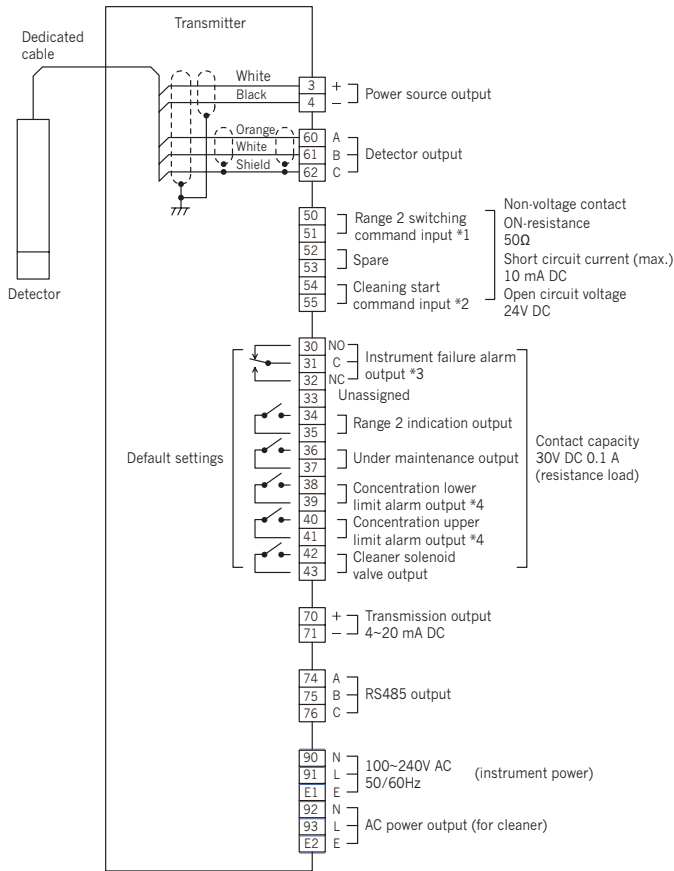 Transmitter
Dedicated
cable
Detector
White
Black
Orange
White
Shield
3 +
4 −
Power source output
60 A
61 B
62 C
Detector output
50
51
Range 2 switching
command input *1
52
53
Spare
54
55
Cleaning start
command input *2
Non-voltage contact
ON-resistance
50Ω
Short circuit current (max.)
10 mA DC
Open circuit voltage
24V DC
Default settings
30 NO
31 C
32 NC
Instrument failure alarm
output *3
33 Unassigned
34
35
Range 2 indication output
36
37
Under maintenance output
38
39
Concentration lower
limit alarm output *4
40
41
Concentration upper
limit alarm output *4
42
43
Cleaner solenoid
valve output
Contact capacity
30V DC 0.1 A
(resistance load)
70 +
71 −
Transmission output
4~20 mA DC
74 A
75 B
76 C
RS485 output
90 N
91 L
E1 E
100~240V AC
50/60Hz
(instrument power)
92 N
93 L
E2 E
AC power output (for cleaner)